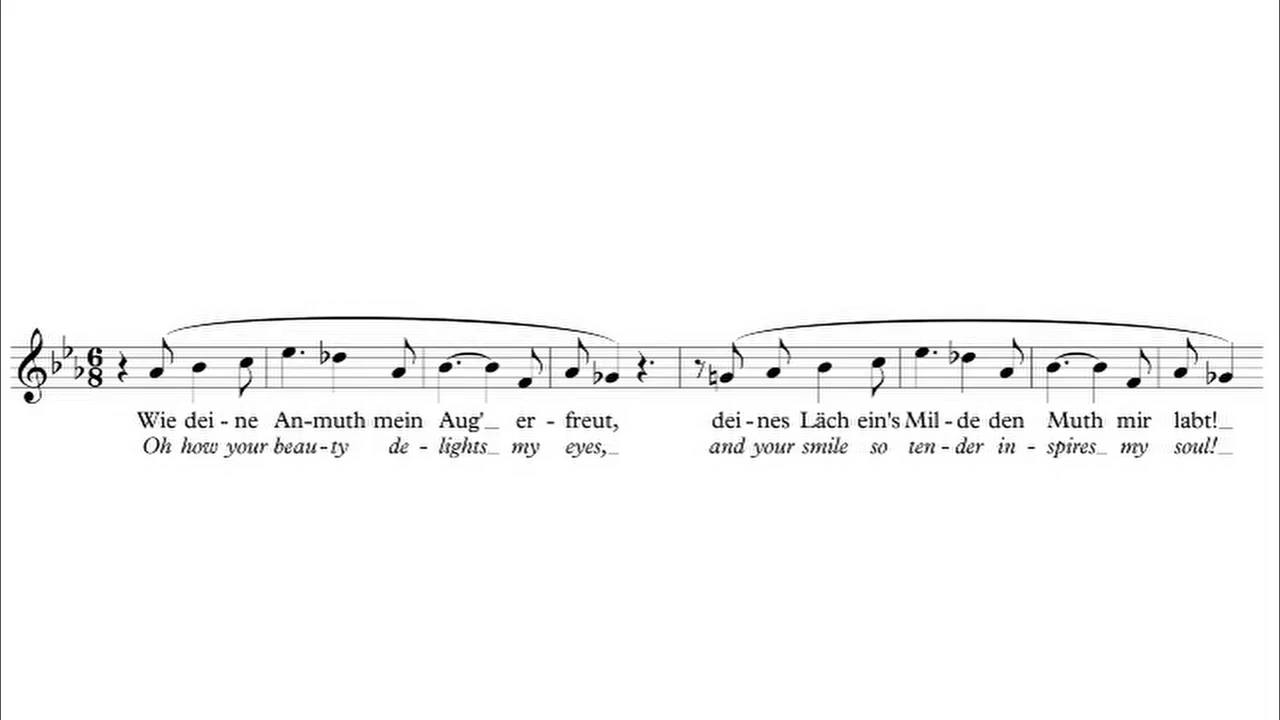 6
8
Wie dei - ne An-muth mein Aug'_ er - freut, dei - nes Läch ein's Mil - de den Muth mir labt!_
Oh how your beau - ty de - lights_ my eyes,_ and your smile so ten - der in - spires_ my soul!_